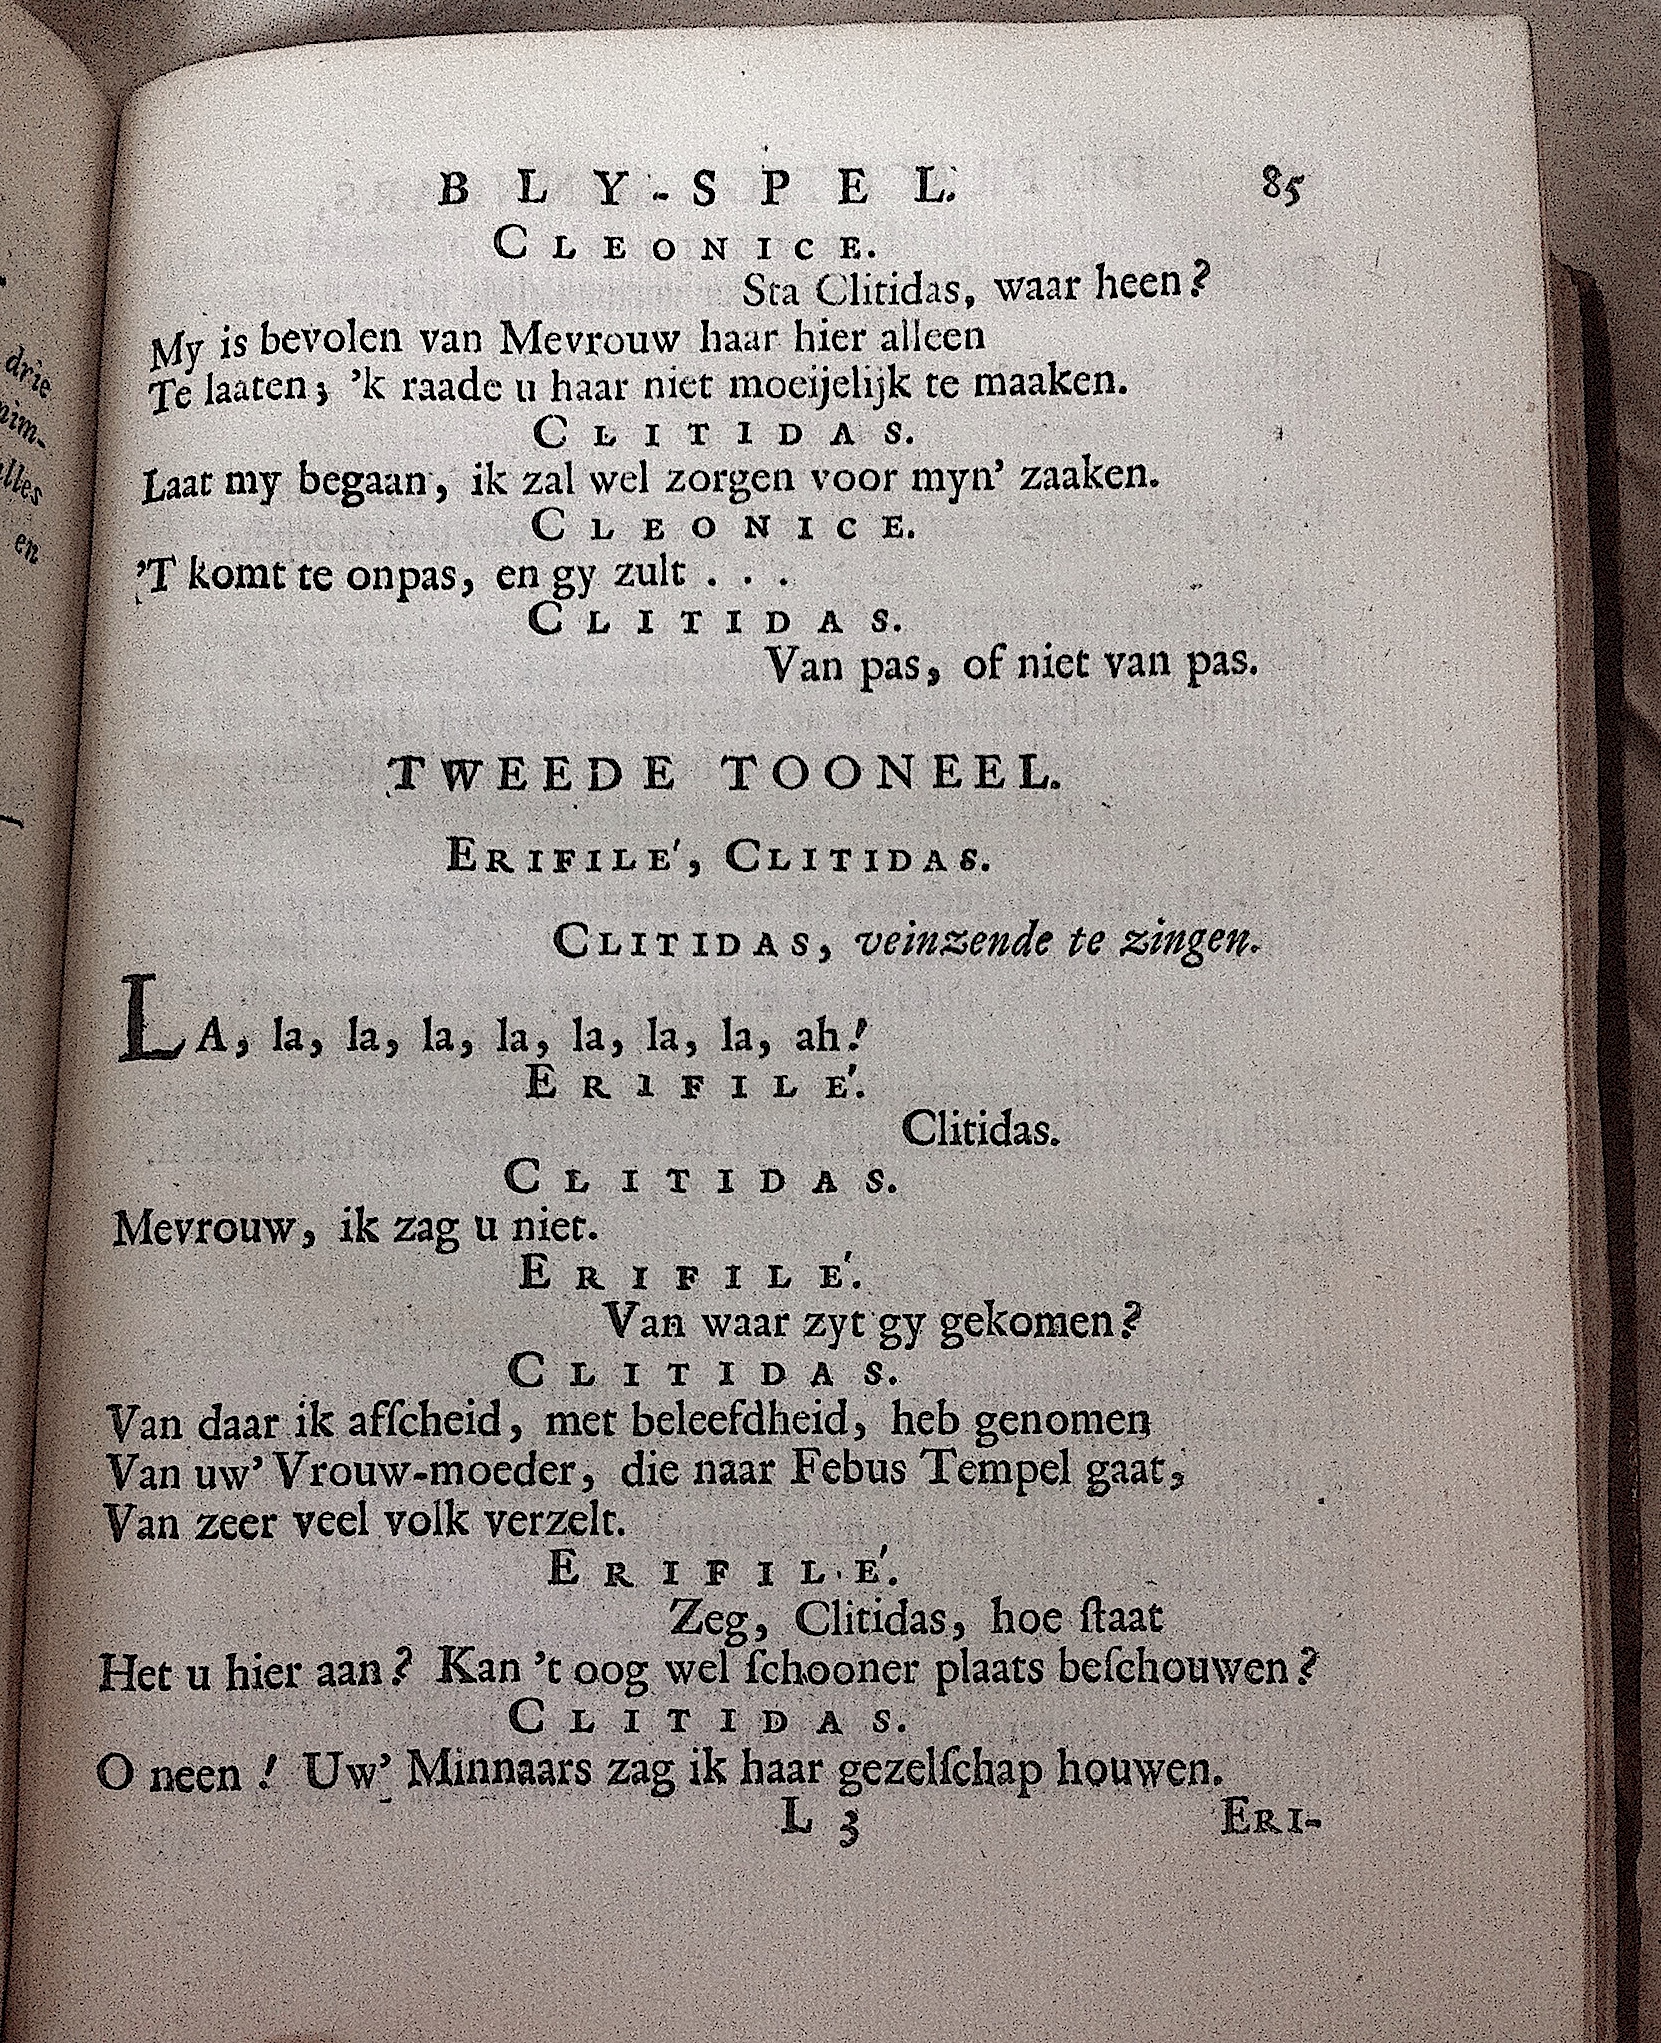 BLY-SPEL. 85
CLEONICE.
Sta Clitidas, waar heen?
My is bevolen van Mevrouw haar hier alleen
Te laaten; 'k raade u haar niet moeijelijk te maaken.
CLITIDAS.
Laat my begaan, ik zal wel zorgen voor myn' zaaken.
CLEONICE.
'T komt te onpas, en gy zult . . .
CLITIDAS.
Van pas, of niet van pas.
TWEEDE TOONEEL.
ERIFILE', CLITIDAS.
CLITIDAS, veinzende te zingen.
LA, la, la, la, la, la, la, la, ah!
ERIFILE'.
Clitidas.
CLITIDAS.
Mevrouw, ik zag u niet.
ERIFILE'.
Van waar zyt gy gekomen?
CLITIDAS.
Van daar ik afſcheid, met beleefdheid, heb genomen
Van uw' Vrouw-moeder, die naar Febus Tempel gaat,
Van zeer veel volk verzelt.
ERIFILE'.
Zeg, Clitidas, hoe ſtaat
Het u hier aan? Kan 't oog wel ſchooner plaats beſchouwen?
CLITIDAS.
O neen! Uw' Minnaars zag ik haar gezelſchap houwen.
L 3 ERI-
drie
lles
en